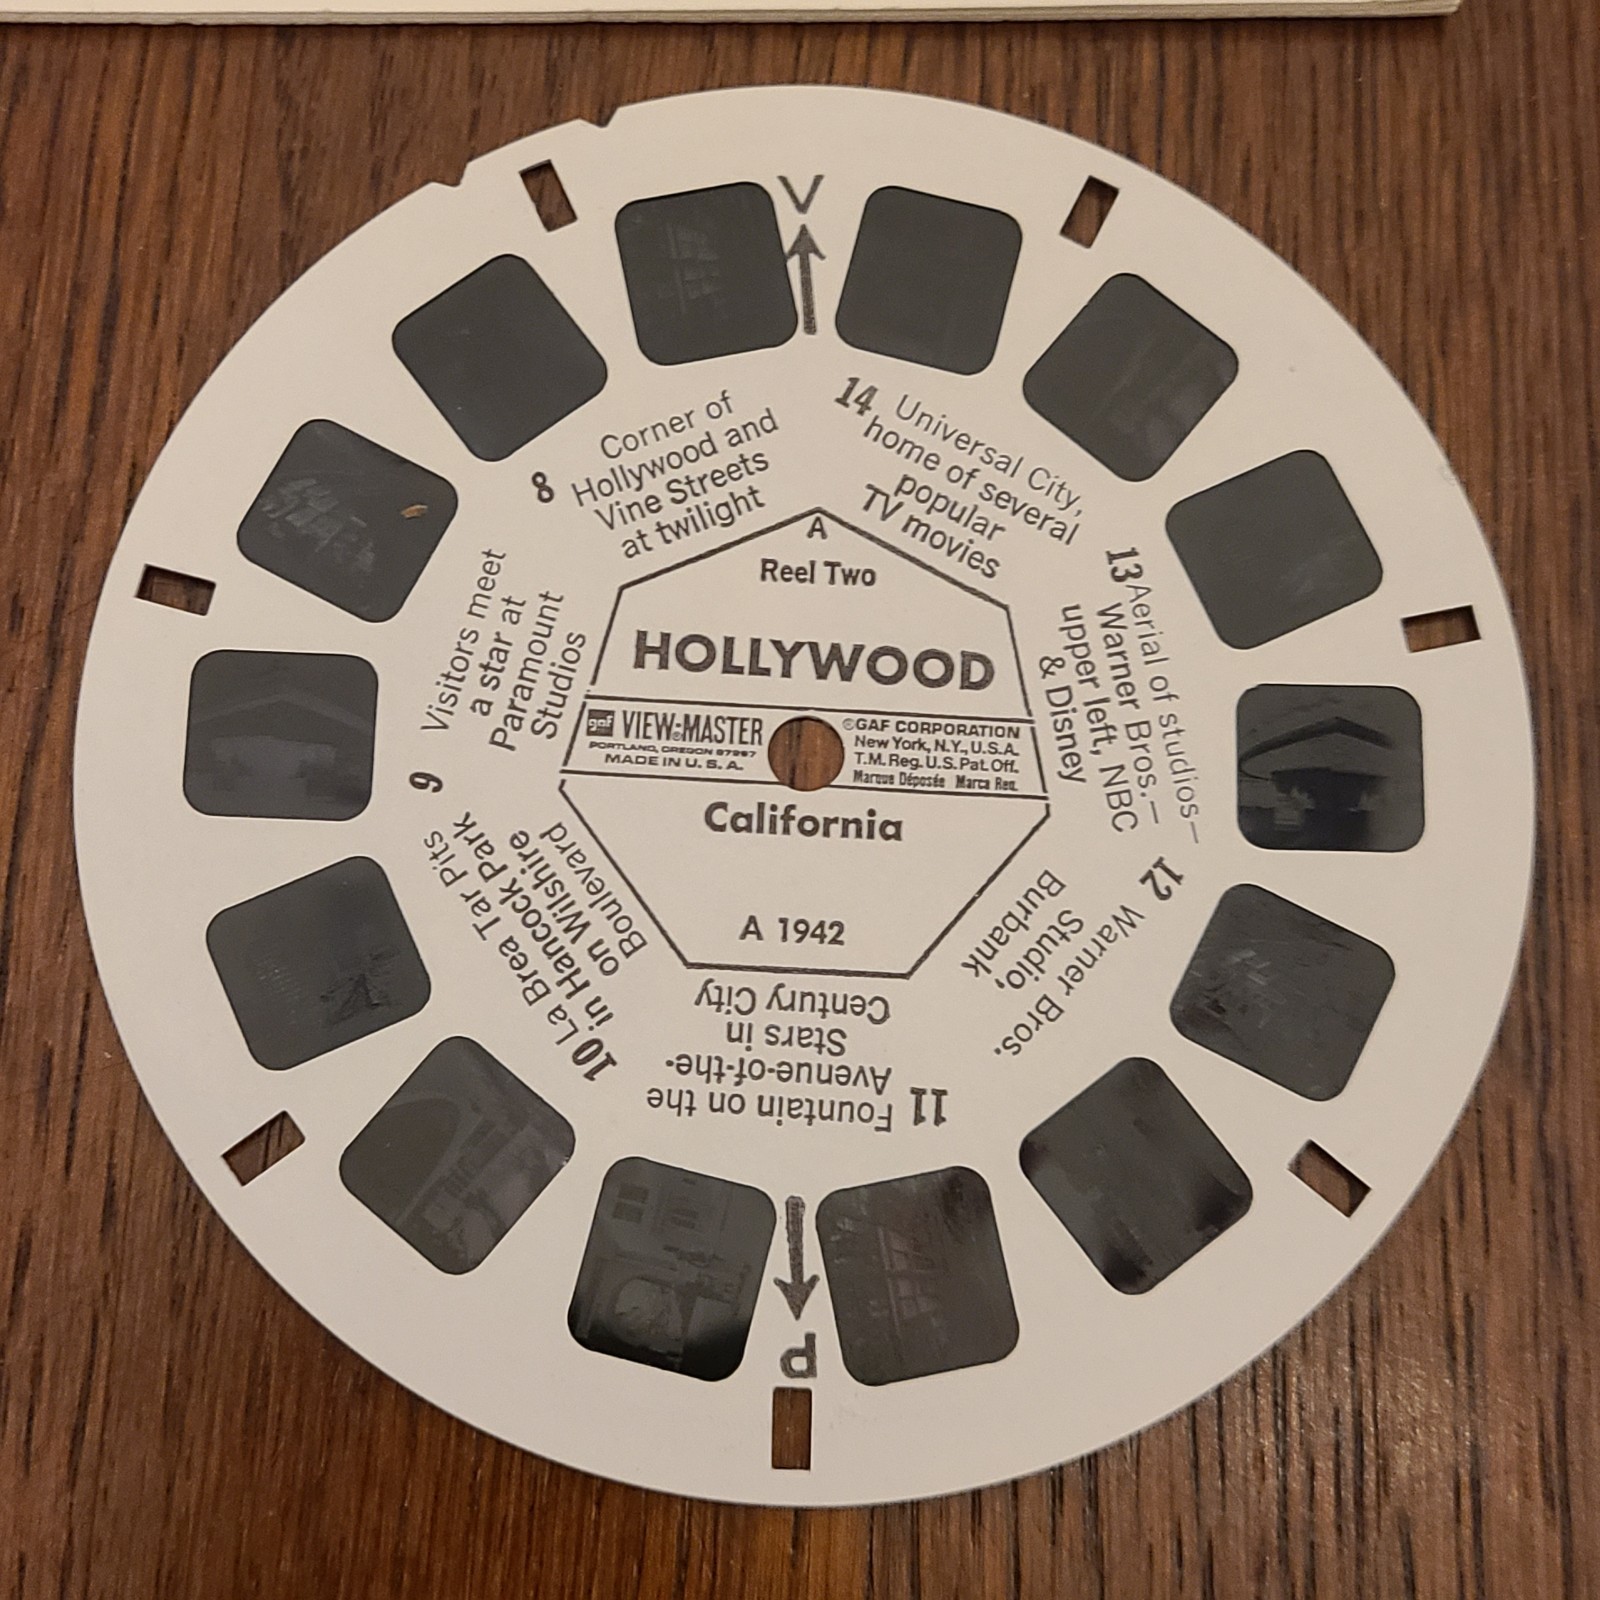 V
A
Reel Two
HOLLYWOOD
gaf VIEW-MASTER®
PORTLAND, OREGON 97207
MADE IN U.S.A.
©GAF CORPORATION
New York, N.Y., U.S.A.
T.M. Reg. U.S. Pat. Off.
Marque Déposée Marca Reg.
California
A 1942
8 Corner of
Hollywood and
Vine Streets
at twilight
9 Visitors meet
a star at
Paramount
Studios
10 La Brea Tar Pits
in Hancock Park
on Wilshire
Boulevard
11 Fountain on the
Avenue-of-the-
Stars in
Century City
12 Warner Bros.
Studio,
Burbank
13 Aerial of studios—
Warner Bros.—
upper left, NBC
& Disney
14 Universal City,
home of several
popular
TV movies
P